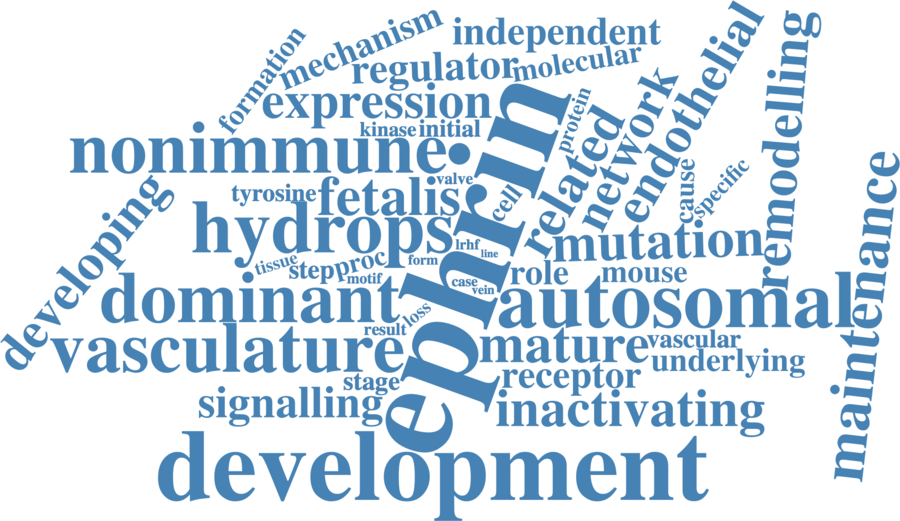 independent
mechanism
formation
regulator
molecular
expression
endothelial
remodelling
network
protein
kinase
initial
nonimmune
•
related
ephrin
valve
tyrosine
fetalis
cell
cause
specific
maintenance
developing
hydrops
lrhf
line
mutation
tissue
step
proc
form
motif
case
vein
role
mouse
dominant
autosomal
loss
result
vasculature
mature
vascular
underlying
stage
receptor
signalling
inactivating
development